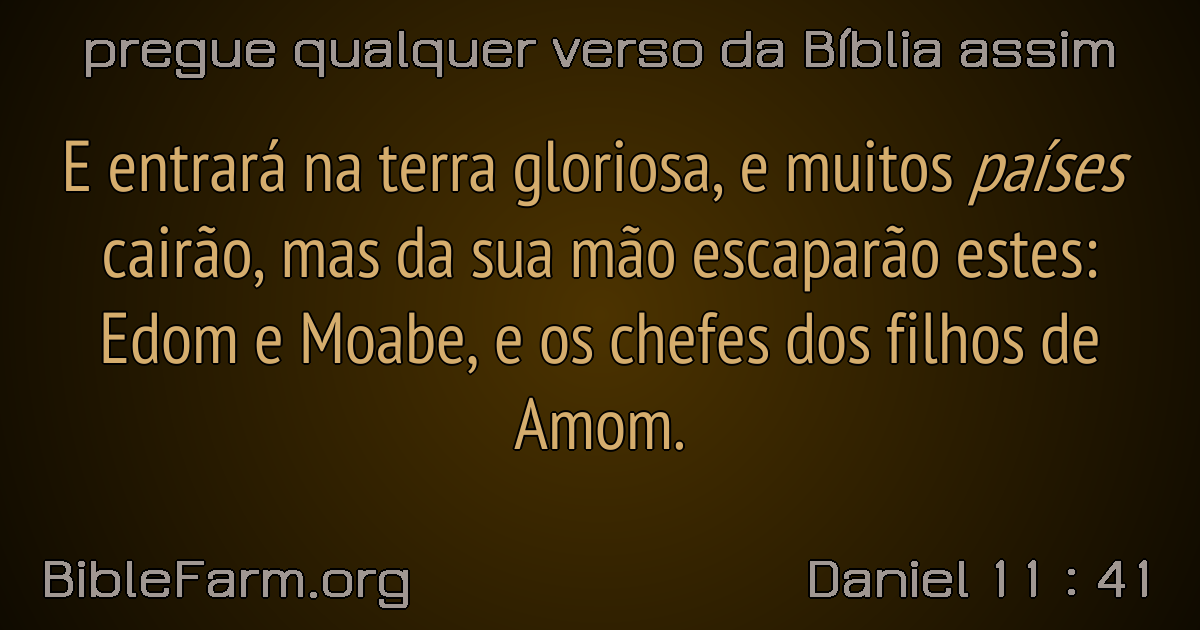 pregue qualquer verso da Bíblia assim
E entrará na terra gloriosa, e muitos países
cairão, mas da sua mão escaparão estes:
Edom e Moabe, e os chefes dos filhos de
Amom.
BibleFarm.org
Daniel 11 : 41